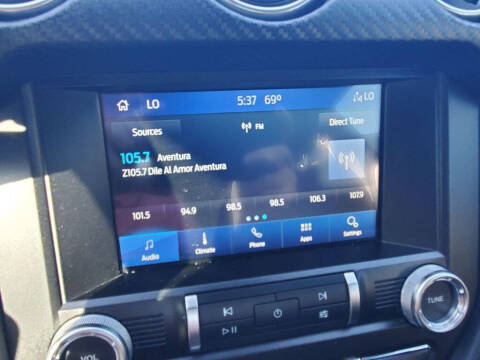 LO 5:37 69° LO
Sources FM Direct Tune
105.7 Aventura
Z105.7 Dile Al Amor Aventura
101.5 94.9 98.5 98.5 106.3 107.9
Audio Climate Phone Apps Settings
VOL TUNE